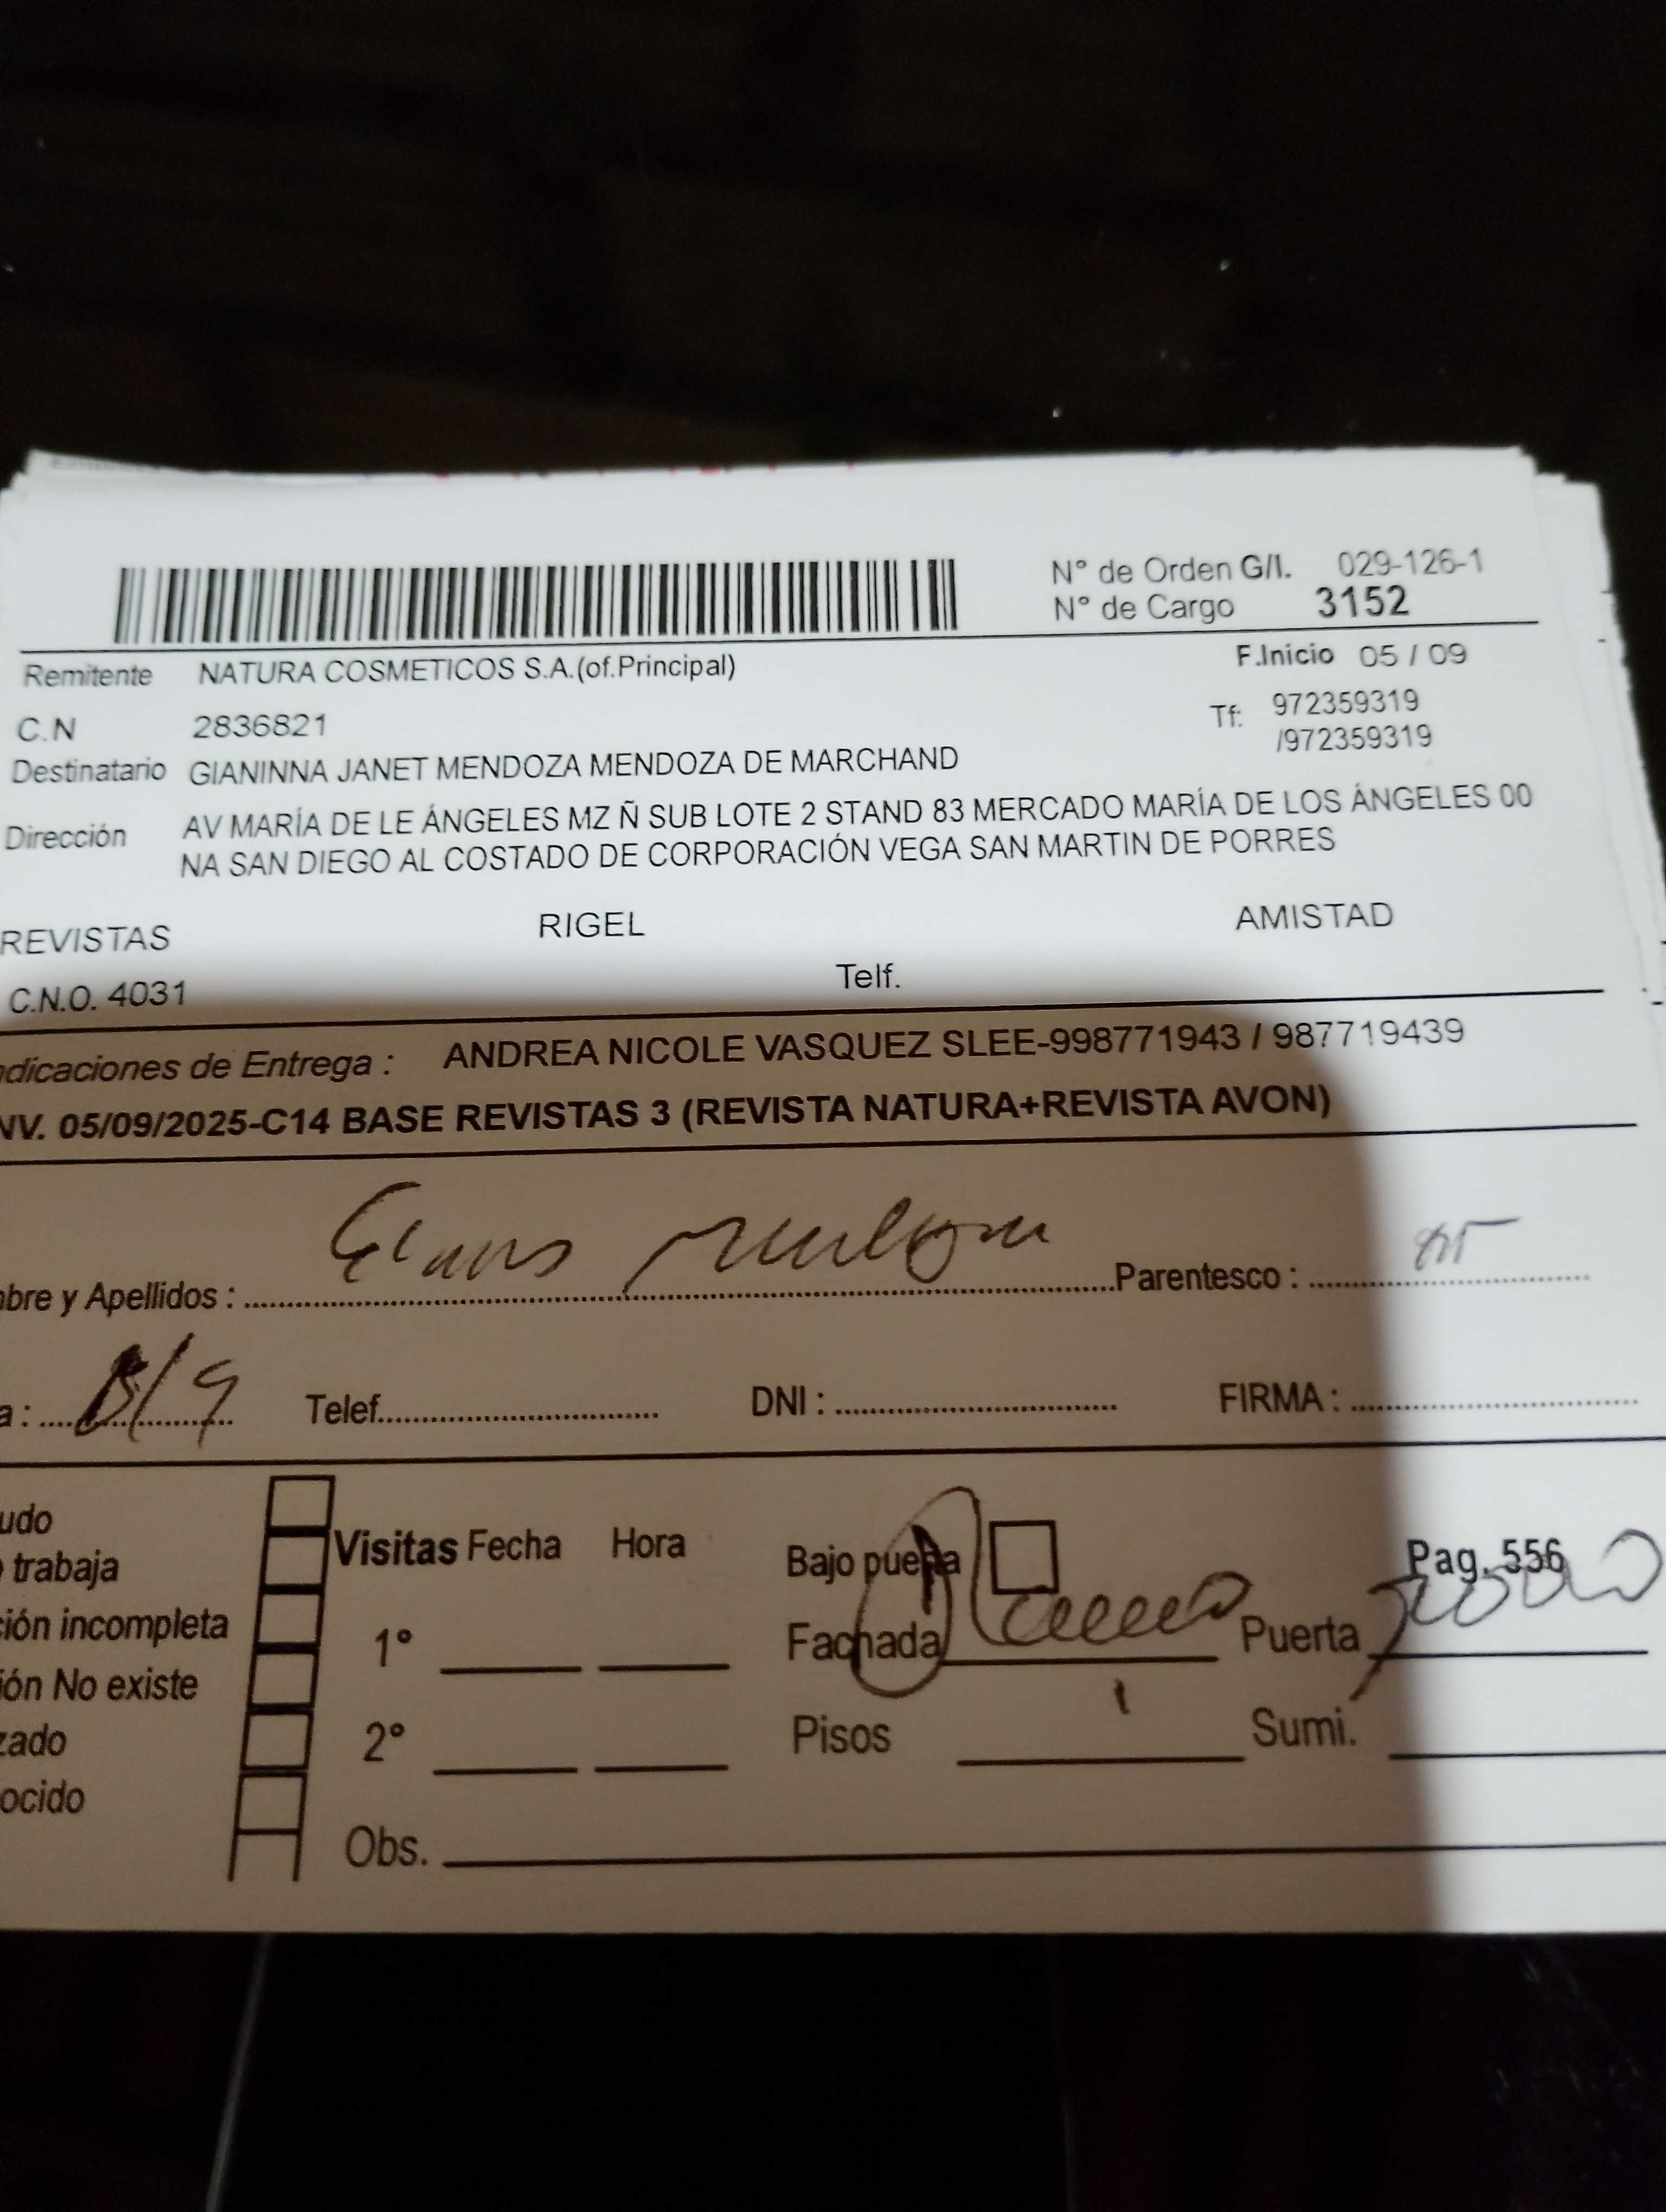 N° de Orden G/I. 029-126-1
N° de Cargo 3152
F.Inicio 05 / 09
Remitente NATURA COSMETICOS S.A.(of.Principal)
C.N 2836821
Tf: 972359319
/972359319
Destinatario GIANINNA JANET MENDOZA MENDOZA DE MARCHAND
Dirección AV MARÍA DE LE ÁNGELES MZ Ñ SUB LOTE 2 STAND 83 MERCADO MARÍA DE LOS ÁNGELES 00
NA SAN DIEGO AL COSTADO DE CORPORACIÓN VEGA SAN MARTIN DE PORRES
REVISTAS RIGEL AMISTAD
C.N.O. 4031 Telf.
dicaciones de Entrega : ANDREA NICOLE VASQUEZ SLEE-998771943 / 987719439
NV. 05/09/2025-C14 BASE REVISTAS 3 (REVISTA NATURA+REVISTA AVON)
bre y Apellidos : Parentesco :
a : Telef. DNI : FIRMA :
udo
trabaja
Visitas Fecha Hora Bajo puerta Pag. 556
ción incompleta
1° Fachada Puerta
ión No existe
zado
2° Pisos 1 Sumi.
ocido
Obs.